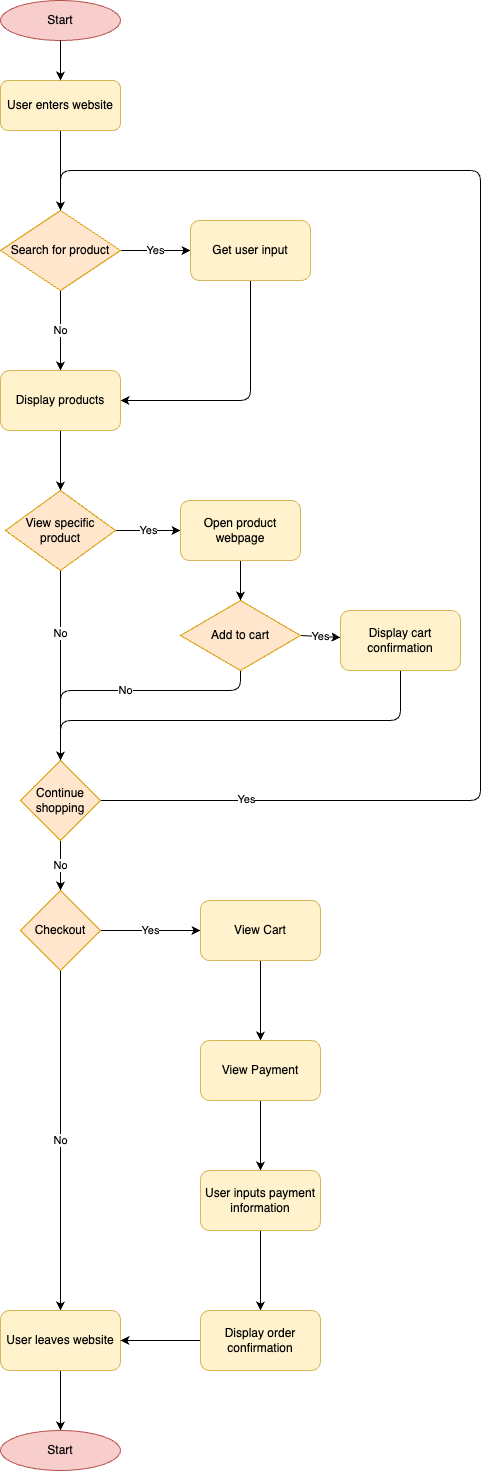 Start
User enters website
Search for product
Yes
Get user input
No
Display products
View specific
product
Yes
Open product
webpage
No
Add to cart
Yes
Display cart
confirmation
No
Continue
shopping
Yes
No
Checkout
Yes
View Cart
View Payment
No
User inputs payment
information
User leaves website
Display order
confirmation
Start